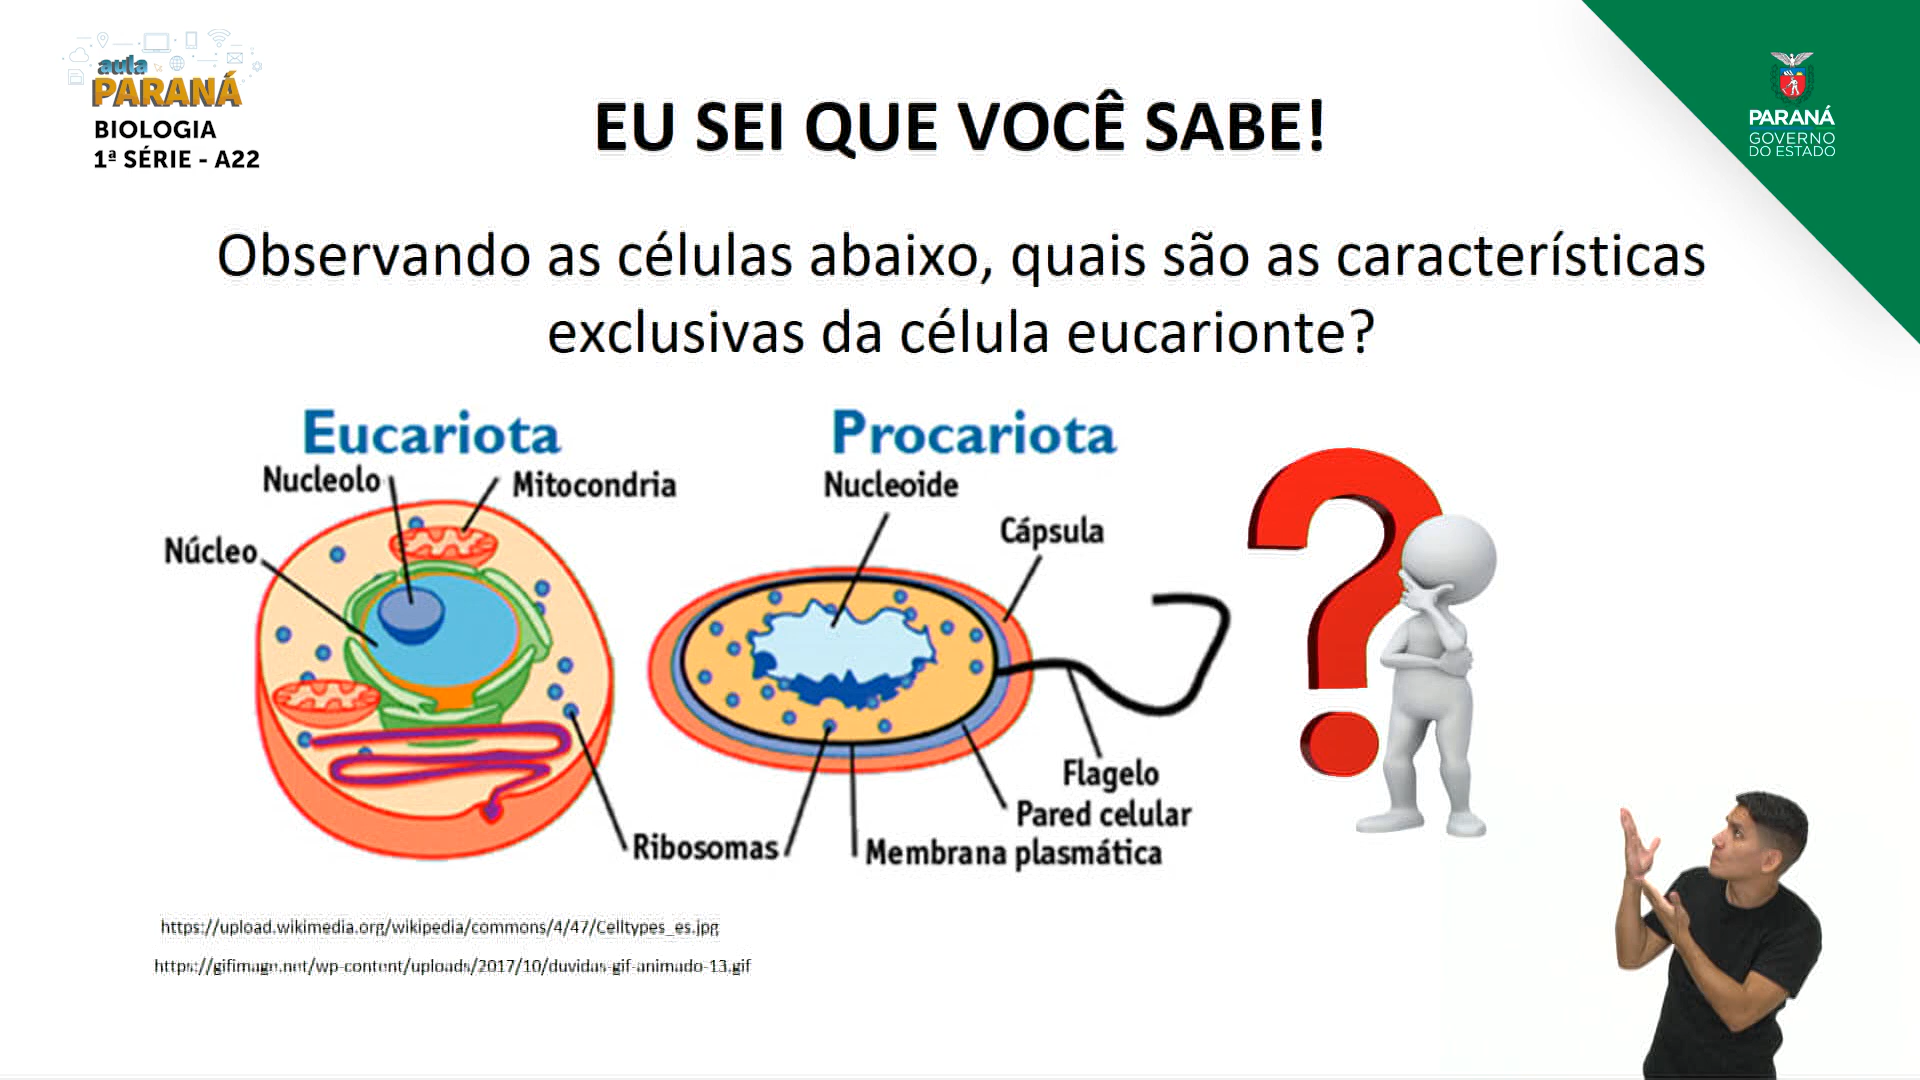 aula
PARANÁ
BIOLOGIA
1ª SÉRIE - A22
PARANÁ
GOVERNO
DO ESTADO
EU SEI QUE VOCÊ SABE!
Observando as células abaixo, quais são as características
exclusivas da célula eucarionte?
Eucariota
Procariota
Nucleolo
Mitocondria
Nucleoide
Cápsula
Núcleo
Flagelo
Pared celular
Ribosomas
Membrana plasmática
https://upload.wikimedia.org/wikipedia/commons/4/47/Celltypes_es.jpg
https://gifimage.net/wp-content/uploads/2017/10/duvidas-gif-animado-13.gif